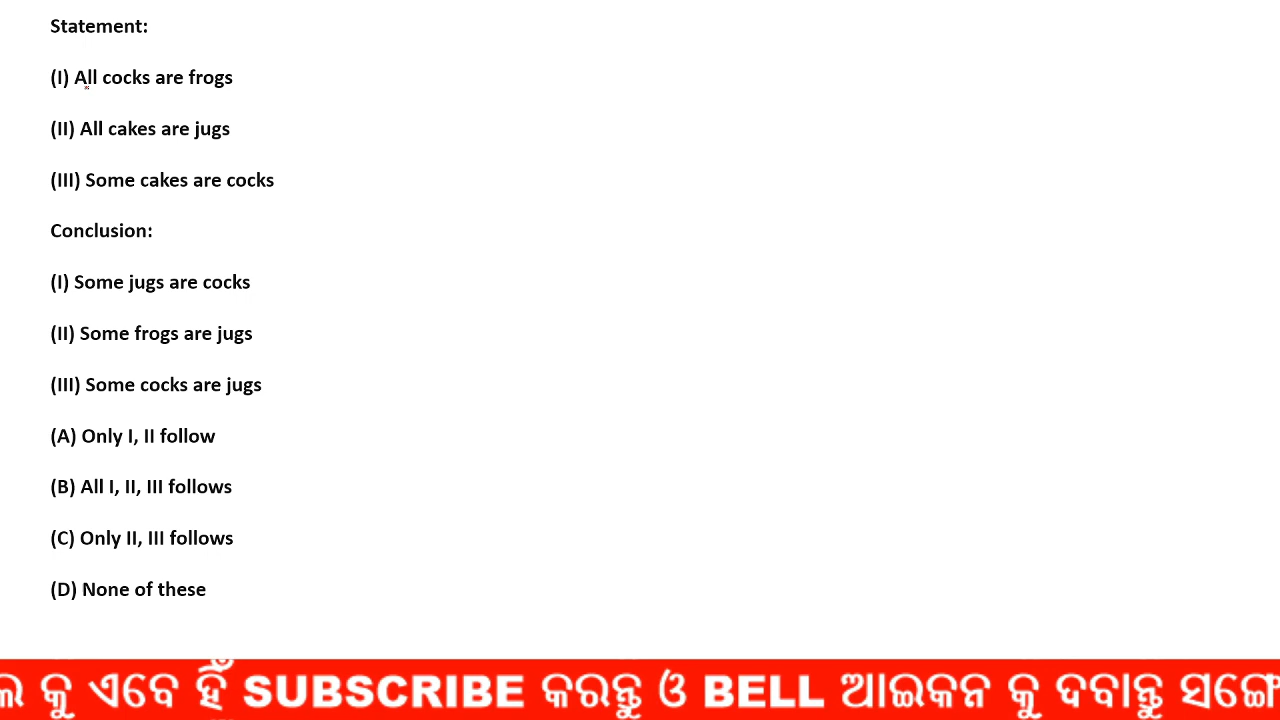 Statement:
(I) All cocks are frogs
(II) All cakes are jugs
(III) Some cakes are cocks
Conclusion:
(I) Some jugs are cocks
(II) Some frogs are jugs
(III) Some cocks are jugs
(A) Only I, II follow
(B) All I, II, III follows
(C) Only II, III follows
(D) None of these
କୁ ଏବେ ହିଁ SUBSCRIBE କରନ୍ତୁ ଓ BELL ଆଇକନ କୁ ଦବାନ୍ତୁ